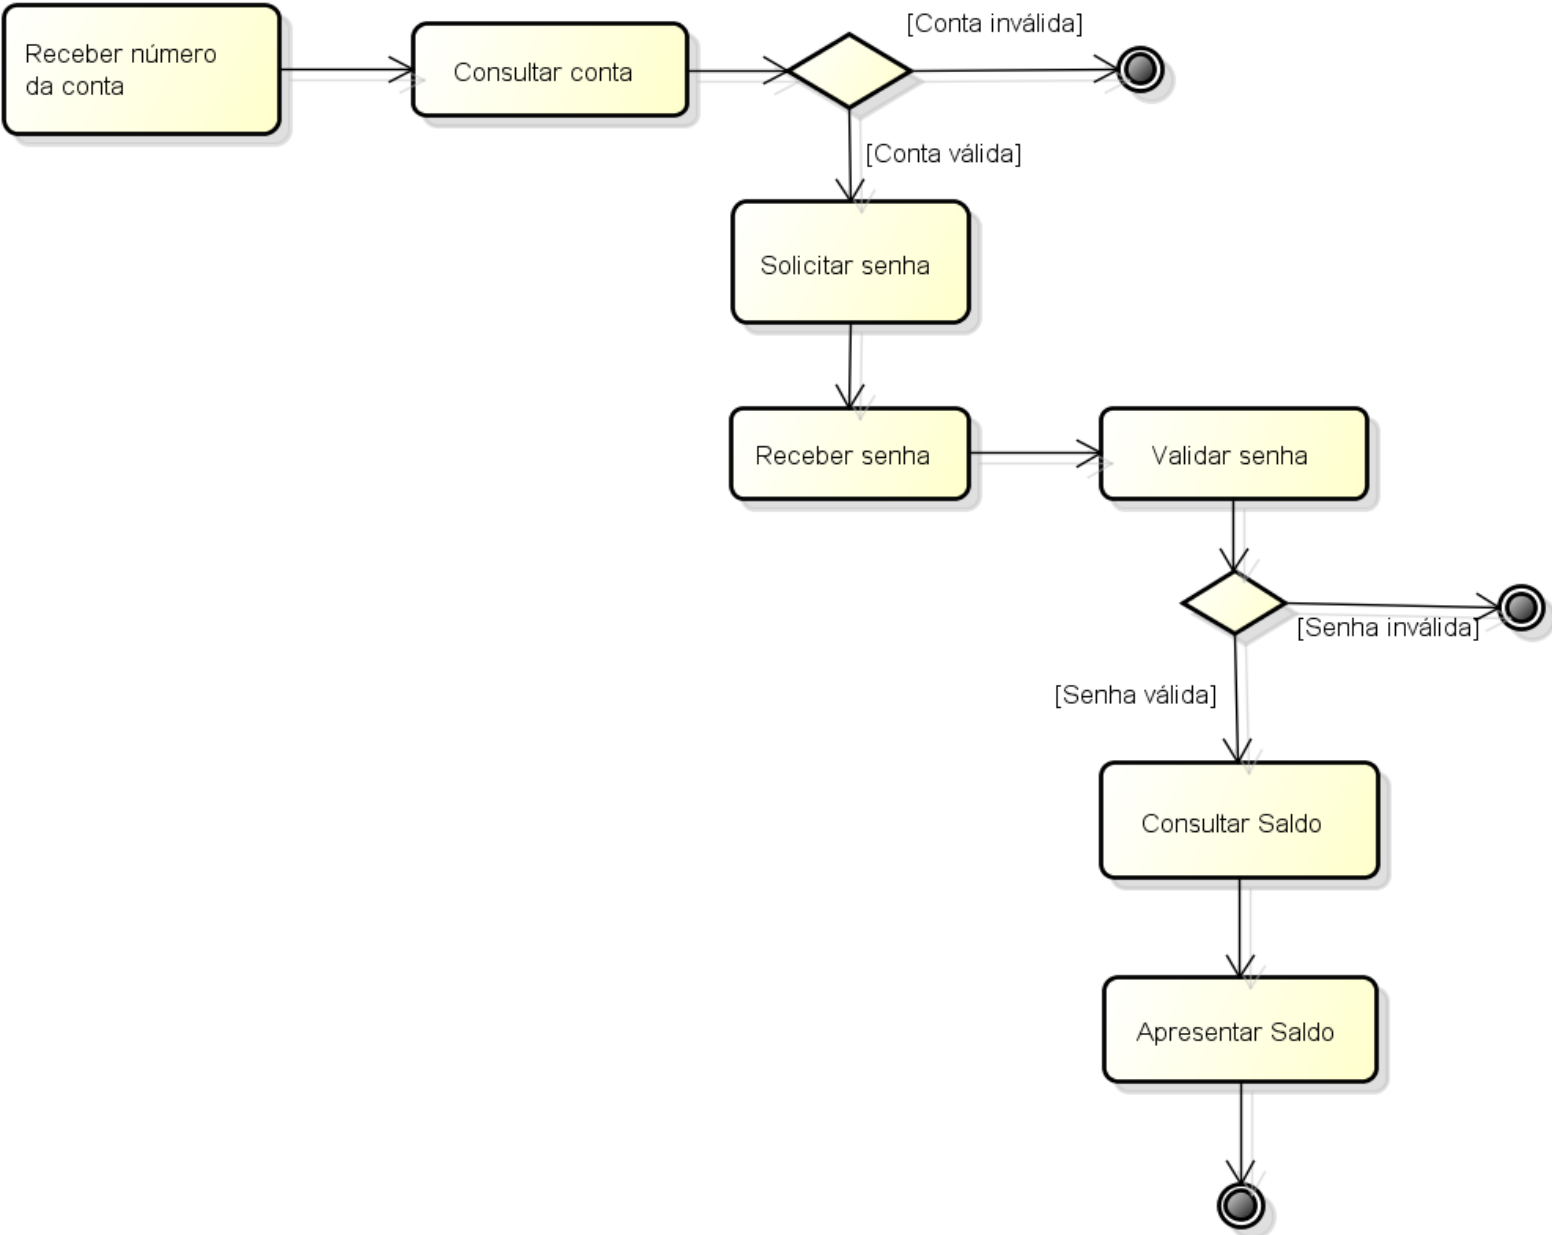 Receber número
da conta
Consultar conta
[Conta inválida]
[Conta válida]
Solicitar senha
Receber senha
Validar senha
[Senha inválida]
[Senha válida]
Consultar Saldo
Apresentar Saldo